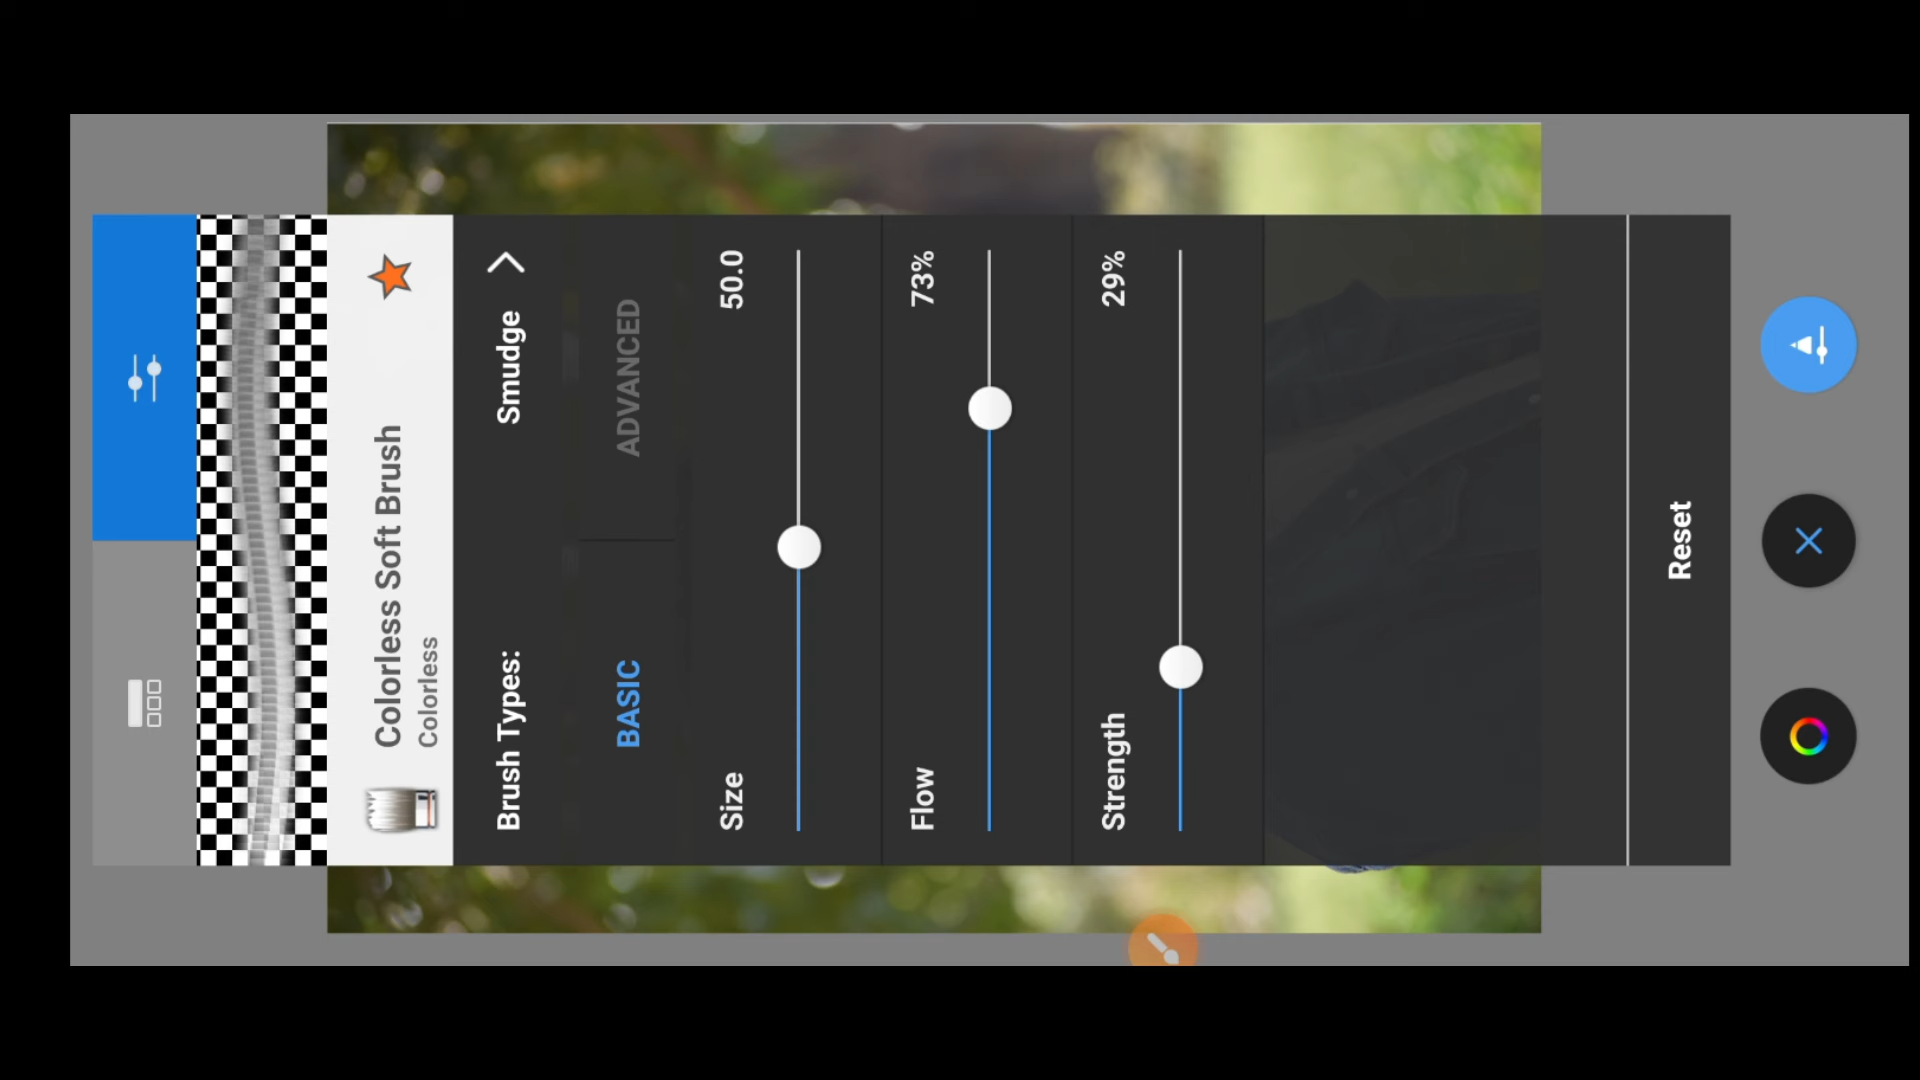 Colorless Soft Brush
Colorless
Brush Types: Smudge
BASIC ADVANCED
Size 50.0
Flow 73%
Strength 29%
Reset